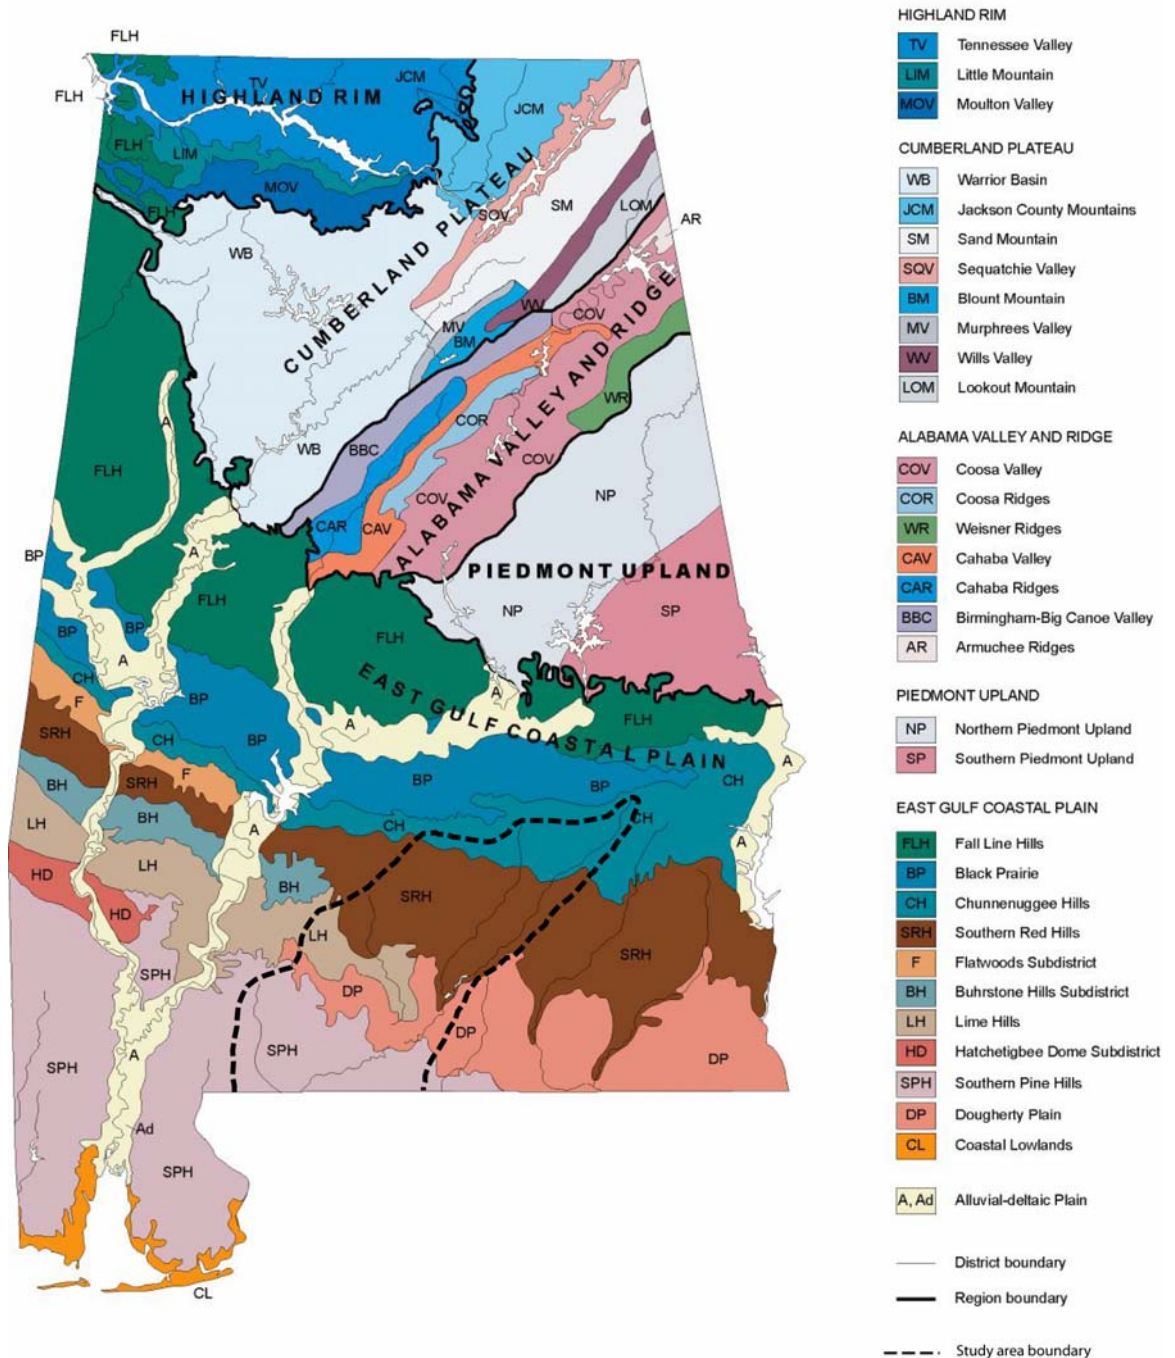 FLH
FLH
TV
JCM
HIGHLAND RIM
JCM
FLH
LIM
MOV
SQV
SM
LOM
AR
FLH
WB
CUMBERLAND PLATEAU
WV
COV
MV
BM
WR
A
COR
WB
BBC
COV
FLH
COV
NP
ALABAMA VALLEY AND RIDGE
CAR
CAV
BP
A
PIEDMONT UPLAND
FLH
NP
SP
BP
BP
FLH
A
CH
A
EAST GULF COASTAL PLAIN
F
BP
A
FLH
SRH
CH
BP
A
BP
BP
CH
BH
SRH
F
LH
BH
A
CH
CH
A
LH
HD
BH
SRH
HD
LH
SRH
SPH
DP
SPH
A
SPH
DP
DP
Ad
SPH
CL
HIGHLAND RIM
TV Tennessee Valley
LIM Little Mountain
MOV Moulton Valley
CUMBERLAND PLATEAU
WB Warrior Basin
JCM Jackson County Mountains
SM Sand Mountain
SQV Sequatchie Valley
BM Blount Mountain
MV Murphrees Valley
WV Wills Valley
LOM Lookout Mountain
ALABAMA VALLEY AND RIDGE
COV Coosa Valley
COR Coosa Ridges
WR Weisner Ridges
CAV Cahaba Valley
CAR Cahaba Ridges
BBC Birmingham-Big Canoe Valley
AR Armuchee Ridges
PIEDMONT UPLAND
NP Northern Piedmont Upland
SP Southern Piedmont Upland
EAST GULF COASTAL PLAIN
FLH Fall Line Hills
BP Black Prairie
CH Chunnenuggee Hills
SRH Southern Red Hills
F Flatwoods Subdistrict
BH Buhrstone Hills Subdistrict
LH Lime Hills
HD Hatchetigbee Dome Subdistrict
SPH Southern Pine Hills
DP Dougherty Plain
CL Coastal Lowlands
A, Ad Alluvial-deltaic Plain
District boundary
Region boundary
Study area boundary